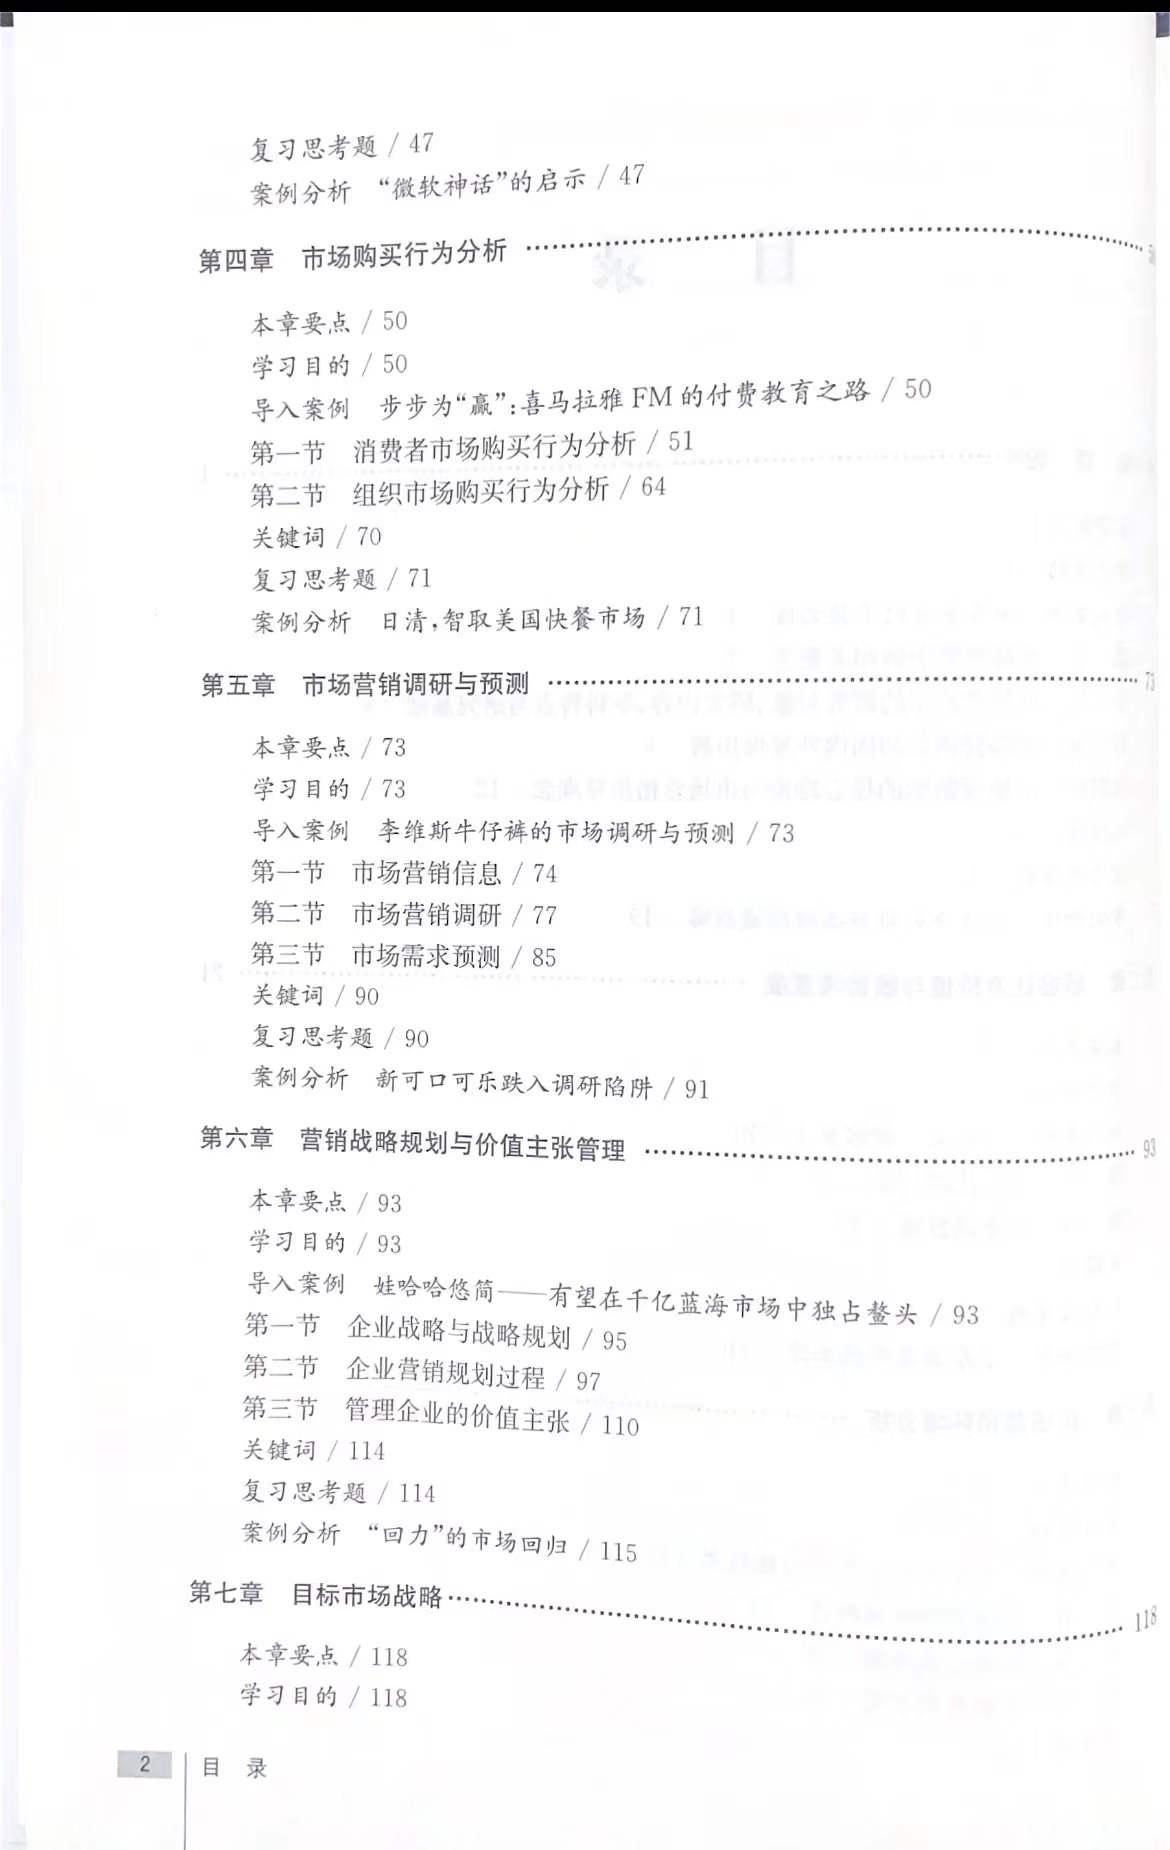 复习思考题 / 47
案例分析　“微软神话”的启示 / 47
第四章　市场购买行为分析
本章要点 / 50
学习目的 / 50
导入案例　步步为“赢”:喜马拉雅 FM 的付费教育之路 / 50
第一节　消费者市场购买行为分析 / 51
第二节　组织市场购买行为分析 / 64
关键词 / 70
复习思考题 / 71
案例分析　日清,智取美国快餐市场 / 71
第五章　市场营销调研与预测 …… 73
本章要点 / 73
学习目的 / 73
导入案例　李维斯牛仔裤的市场调研与预测 / 73
第一节　市场营销信息 / 74
第二节　市场营销调研 / 77
第三节　市场需求预测 / 85
关键词 / 90
复习思考题 / 90
案例分析　新可口可乐跌入调研陷阱 / 91
第六章　营销战略规划与价值主张管理 …… 93
本章要点 / 93
学习目的 / 93
导入案例　娃哈哈悠简——有望在千亿蓝海市场中独占鳌头 / 93
第一节　企业战略与战略规划 / 95
第二节　企业营销规划过程 / 97
第三节　管理企业的价值主张 / 110
关键词 / 114
复习思考题 / 114
案例分析　“回力”的市场回归 / 115
第七章　目标市场战略 …… 118
本章要点 / 118
学习目的 / 118
2 目　录